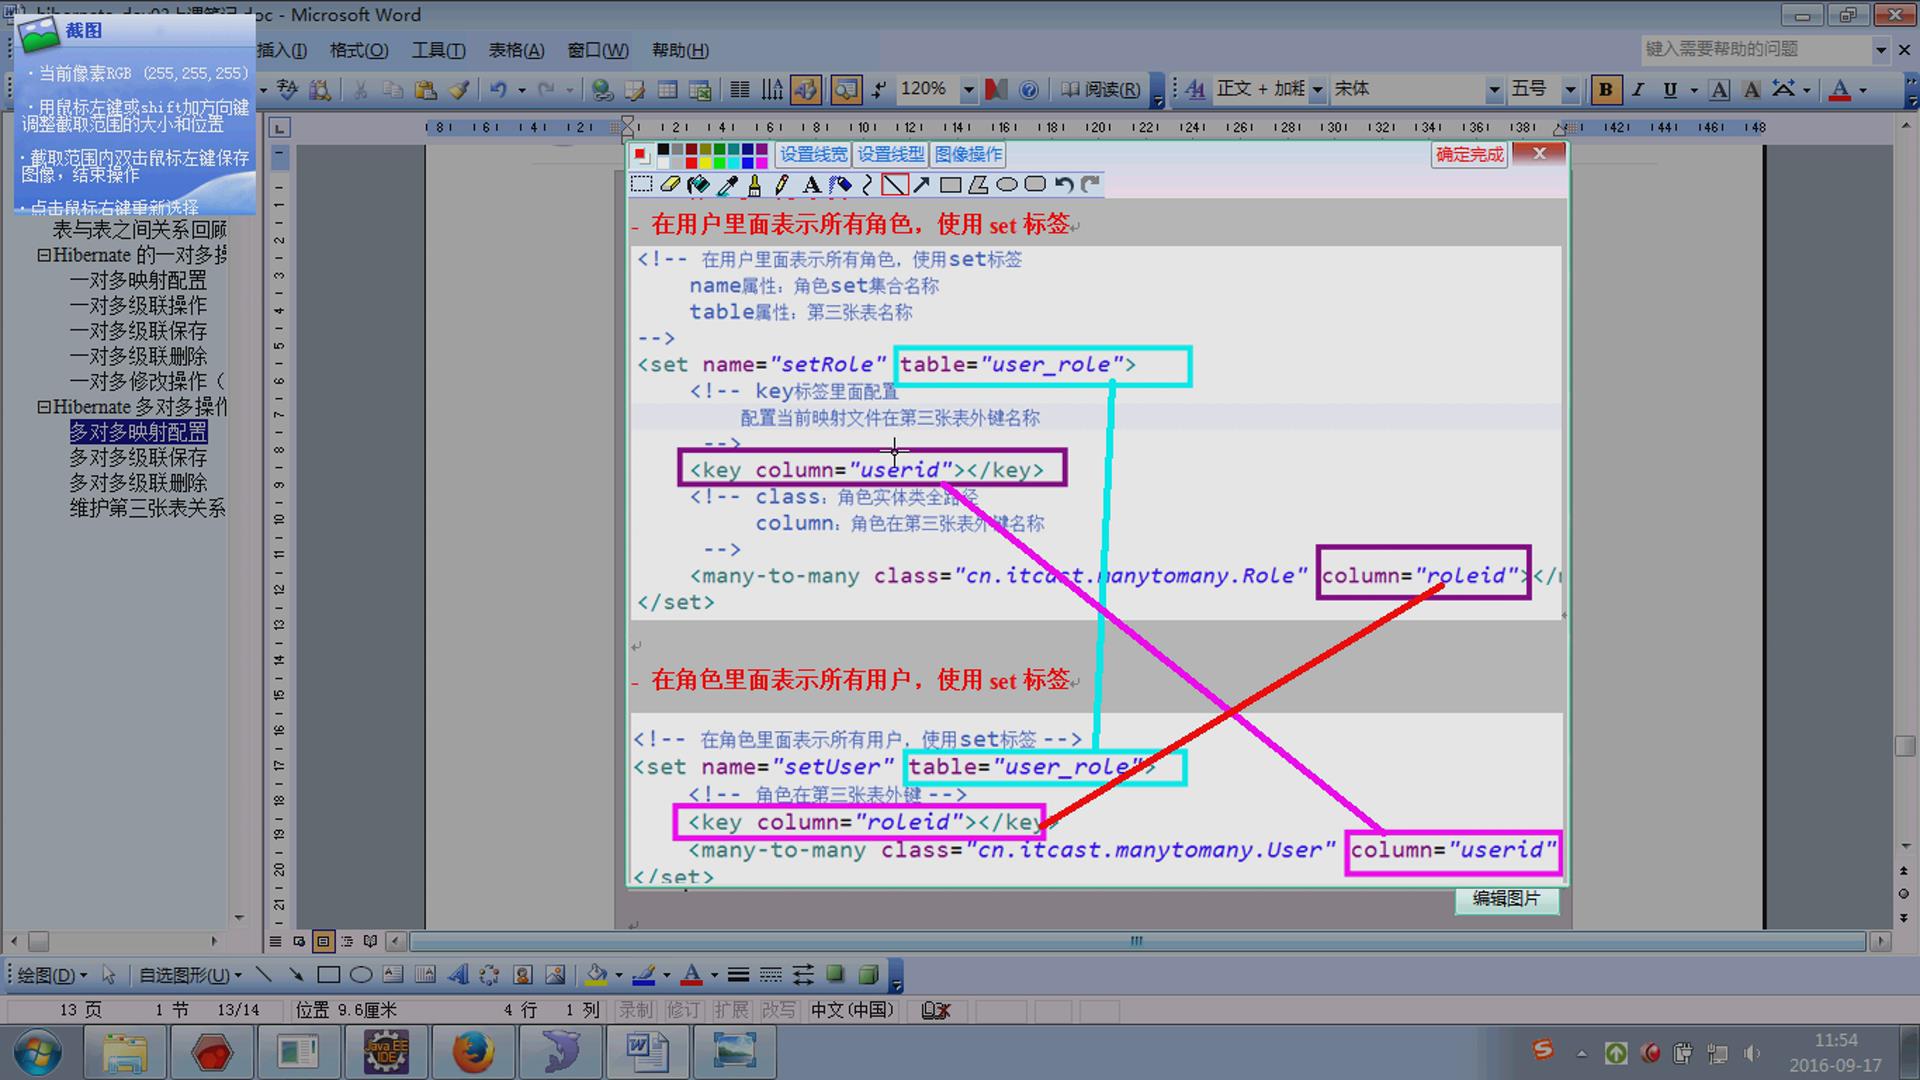 截图
· 当前像素RGB (255,255,255)
· 用鼠标左键或shift加方向键
调整截取范围的大小和位置
· 截取范围内双击鼠标左键保存
图像，结束操作
· 点击鼠标右键重新选择
.doc - Microsoft Word
插入(I) 格式(O) 工具(T) 表格(A) 窗口(W) 帮助(H)
键入需要帮助的问题
120% 阅读(R) 正文 + 加粗 宋体 五号 B I U A A A
表与表之间关系回顾
Hibernate 的一对多操
一对多映射配置
一对多级联操作
一对多级联保存
一对多级联删除
一对多修改操作（
Hibernate 多对多操作
多对多映射配置
多对多级联保存
多对多级联删除
维护第三张表关系
设置线宽 设置线型 图像操作 确定完成
- 在用户里面表示所有角色，使用 set 标签
<!-- 在用户里面表示所有角色，使用set标签
name属性：角色set集合名称
table属性：第三张表名称
-->
<set name="setRole" table="user_role">
<!-- key标签里面配置
配置当前映射文件在第三张表外键名称
-->
<key column="userid"></key>
<!-- class：角色实体类全路径
column：角色在第三张表外键名称
-->
<many-to-many class="cn.itcast.manytomany.Role" column="roleid"></
</set>
- 在角色里面表示所有用户，使用 set 标签
<!-- 在角色里面表示所有用户，使用set标签 -->
<set name="setUser" table="user_role">
<!-- 角色在第三张表外键 -->
<key column="roleid"></key>
<many-to-many class="cn.itcast.manytomany.User" column="userid"
</set>
编辑图片
绘图(D) 自选图形(U)
13 页 1 节 13/14 位置 9.6厘米 4 行 1 列 录制 修订 扩展 改写 中文(中国)
Java EE
IDE
11:54
2016-09-17